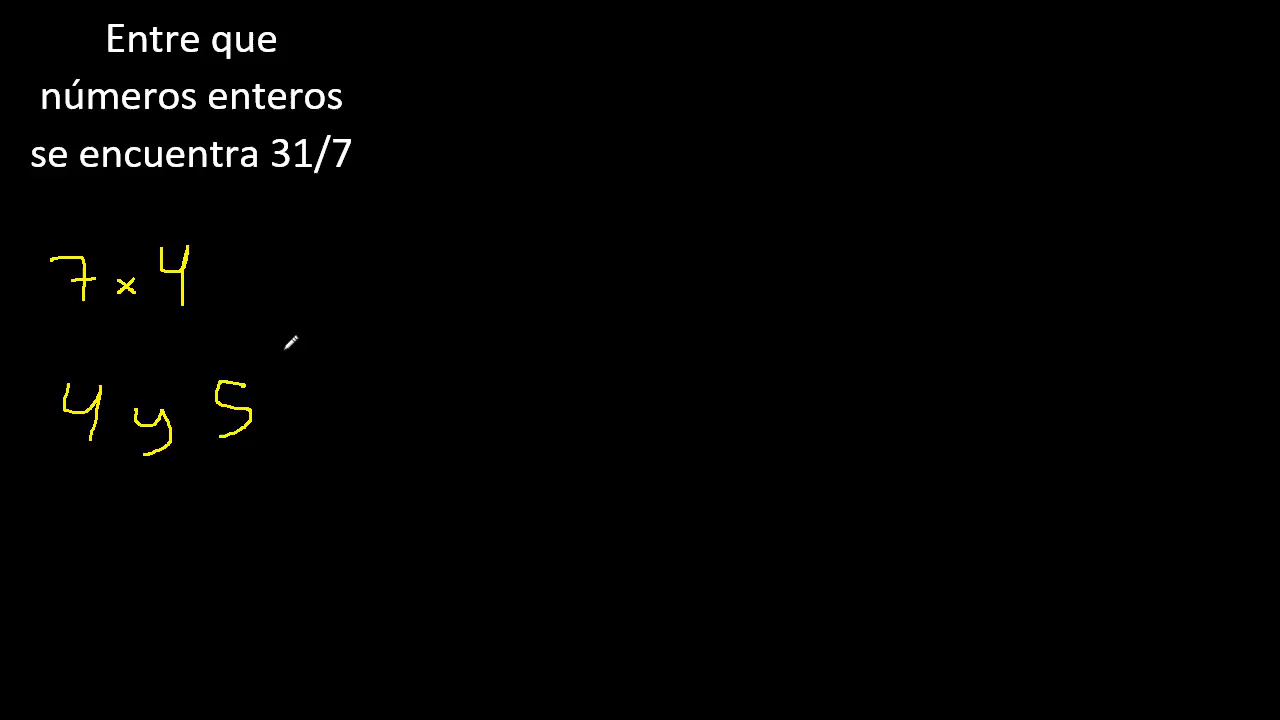 Entre que
números enteros
se encuentra 31/7
7 × 4
4 y 5